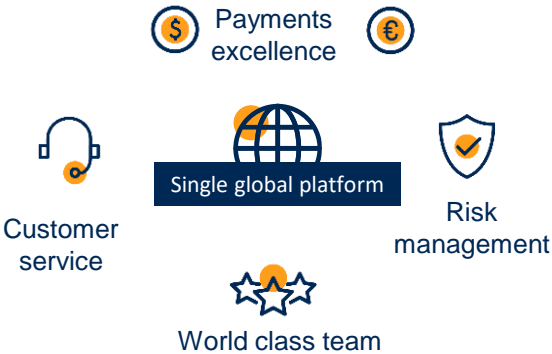 $
Payments
excellence
€
Single global platform
Customer
service
Risk
management
World class team